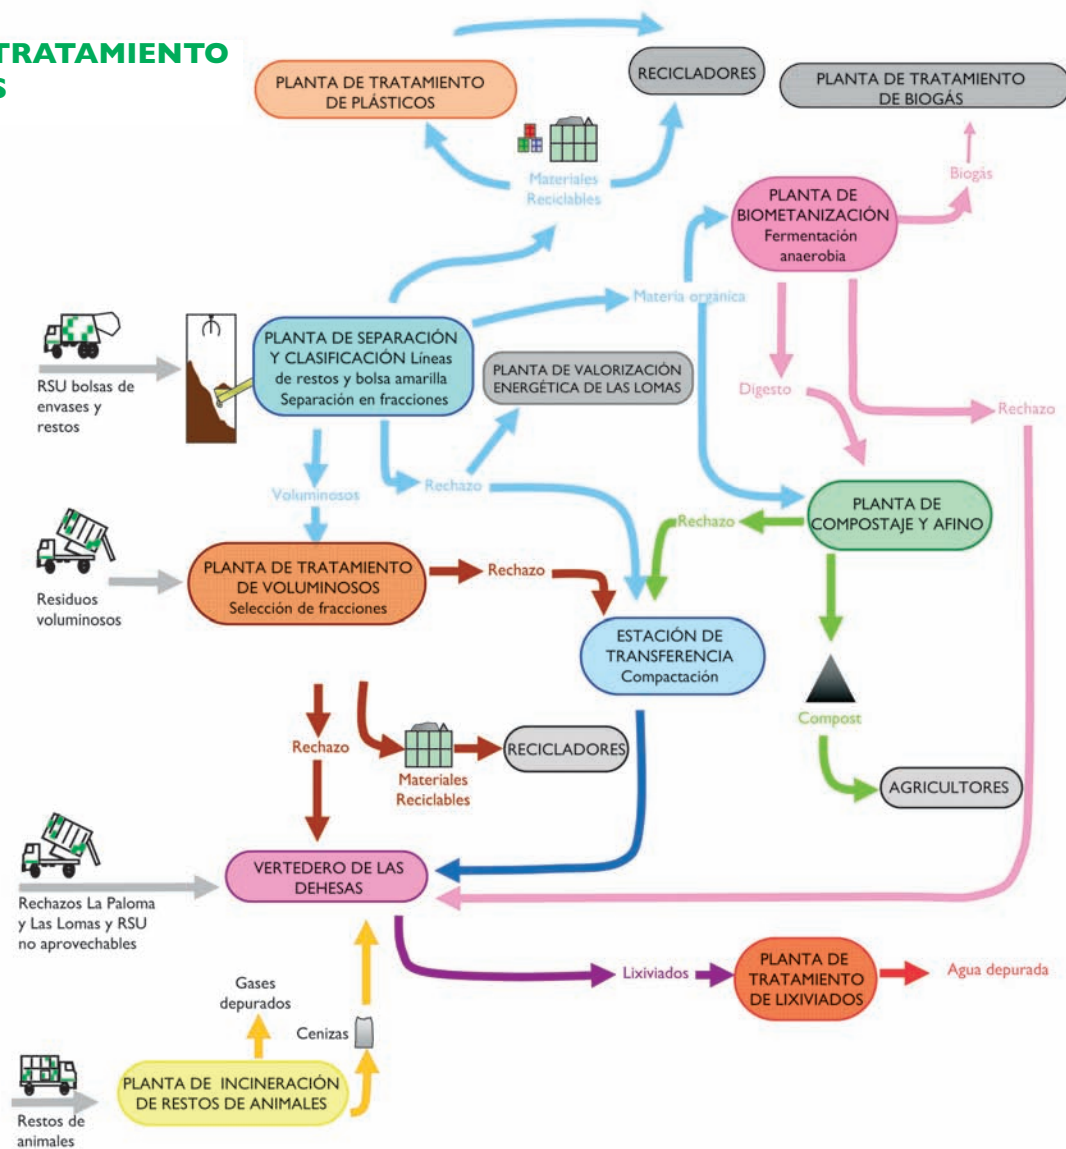 TRATAMIENTO
S
PLANTA DE TRATAMIENTO
DE PLÁSTICOS
RECICLADORES
PLANTA DE TRATAMIENTO
DE BIOGÁS
Materiales
Reciclables
Biogás
PLANTA DE
BIOMETANIZACIÓN
Fermentación
anaerobia
Matería orgánica
PLANTA DE SEPARACIÓN
Y CLASIFICACIÓN Líneas
de restos y bolsa amarilla
Separación en fracciones
PLANTA DE VALORIZACIÓN
ENERGÉTICA DE LAS LOMAS
RSU bolsas de
envases y
restos
Digesto
Rechazo
Voluminosos
Rechazo
PLANTA DE
COMPOSTAJE Y AFINO
Rechazo
PLANTA DE TRATAMIENTO
DE VOLUMINOSOS
Selección de fracciones
Rechazo
Residuos
voluminosos
ESTACIÓN DE
TRANSFERENCIA
Compactación
Compost
Rechazo
Materiales
Reciclables
RECICLADORES
AGRICULTORES
VERTEDERO DE LAS
DEHESAS
Rechazos La Paloma
y Las Lomas y RSU
no aprovechables
Lixiviados
PLANTA DE
TRATAMIENTO
DE LIXIVIADOS
Agua depurada
Gases
depurados
Cenizas
PLANTA DE INCINERACIÓN
DE RESTOS DE ANIMALES
Restos de
animales